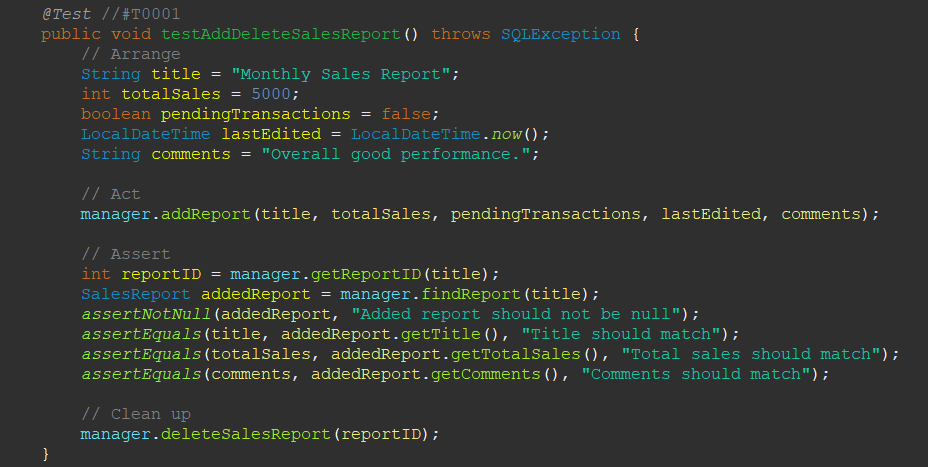 @Test //#T0001
public void testAddDeleteSalesReport() throws SQLException {
// Arrange
String title = "Monthly Sales Report";
int totalSales = 5000;
boolean pendingTransactions = false;
LocalDateTime lastEdited = LocalDateTime.now();
String comments = "Overall good performance.";
// Act
manager.addReport(title, totalSales, pendingTransactions, lastEdited, comments);
// Assert
int reportID = manager.getReportID(title);
SalesReport addedReport = manager.findReport(title);
assertNotNull(addedReport, "Added report should not be null");
assertEquals(title, addedReport.getTitle(), "Title should match");
assertEquals(totalSales, addedReport.getTotalSales(), "Total sales should match");
assertEquals(comments, addedReport.getComments(), "Comments should match");
// Clean up
manager.deleteSalesReport(reportID);
}